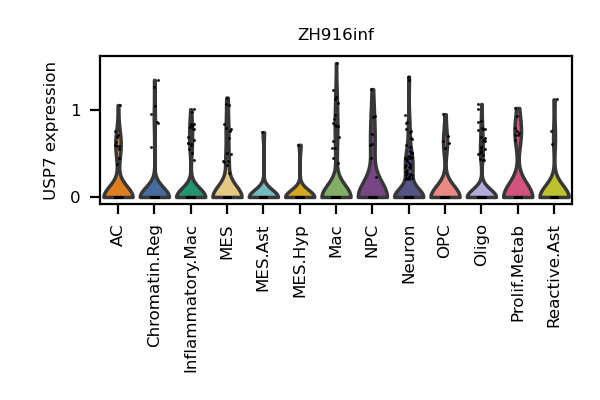 ZH916inf
USP7 expression
1
0
AC
Chromatin.Reg
Inflammatory.Mac
MES
MES.Ast
MES.Hyp
Mac
NPC
Neuron
OPC
Oligo
Prolif.Metab
Reactive.Ast